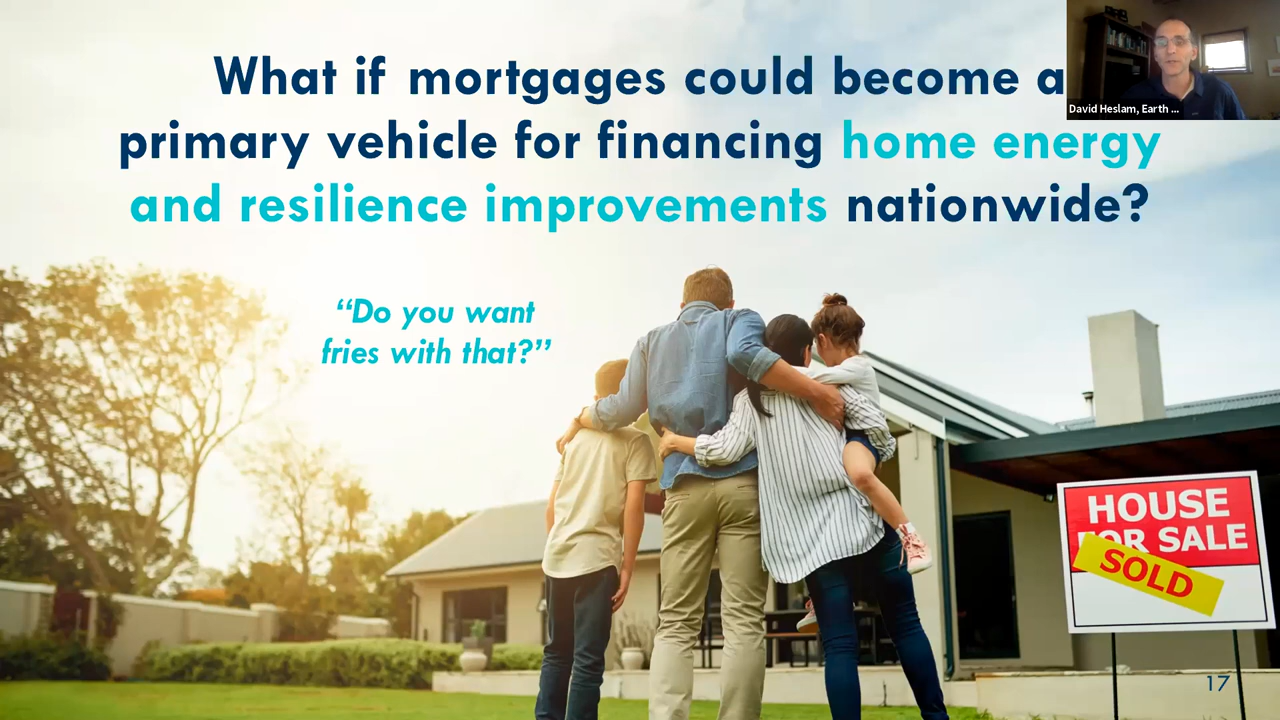 What if mortgages could become a
primary vehicle for financing home energy
and resilience improvements nationwide?
David Heslam, Earth ...
“Do you want
fries with that?”
HOUSE
FOR SALE
SOLD
17